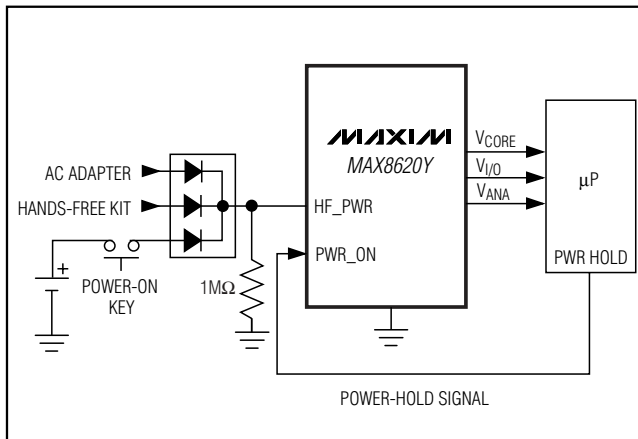 MAXIM
MAX8620Y
AC ADAPTER
HANDS-FREE KIT
+
POWER-ON
KEY
1MΩ
HF_PWR
PWR_ON
VCORE
VI/O
VANA
µP
PWR HOLD
POWER-HOLD SIGNAL